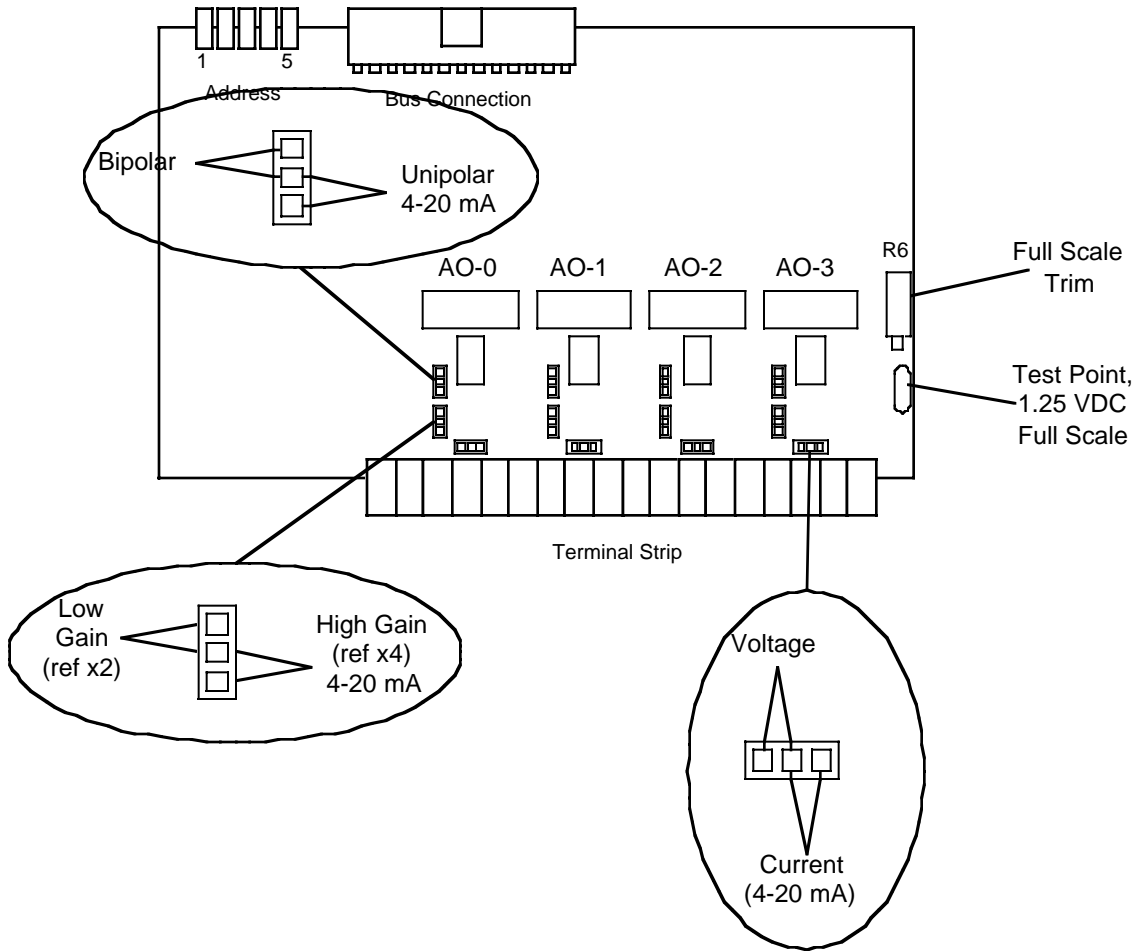 1 5
Address
Bus Connection
Bipolar
Unipolar
4-20 mA
AO-0 AO-1 AO-2 AO-3
R6
Full Scale
Trim
Test Point,
1.25 VDC
Full Scale
Terminal Strip
Low
Gain
(ref x2)
High Gain
(ref x4)
4-20 mA
Voltage
Current
(4-20 mA)